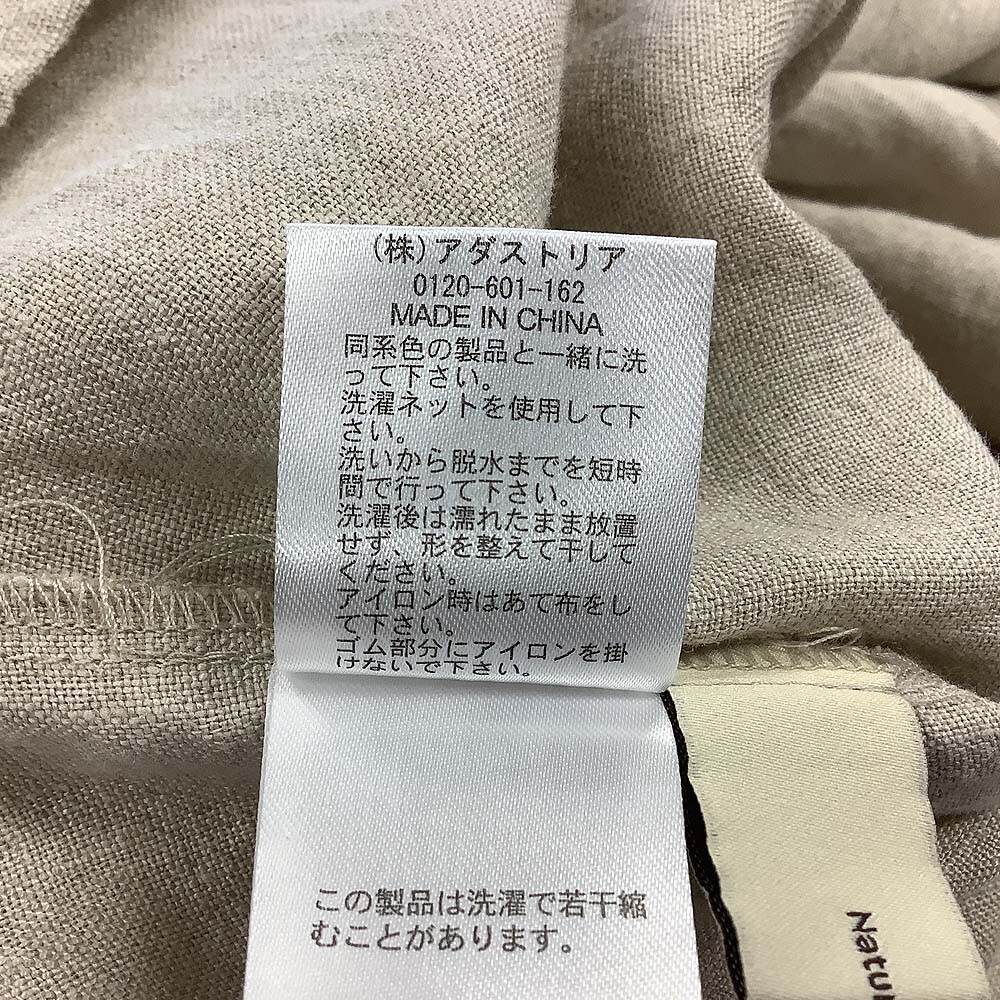 (株)アダストリア
0120-601-162
MADE IN CHINA
同系色の製品と一緒に洗
って下さい。
洗濯ネットを使用して下
さい。
洗いから脱水までを短時
間で行って下さい。
洗濯後は濡れたまま放置
せず、形を整えて干して
ください。
アイロン時はあて布をし
て下さい。
ゴム部分にアイロンを掛
けないで下さい。
この製品は洗濯で若干縮
むことがあります。
Natu